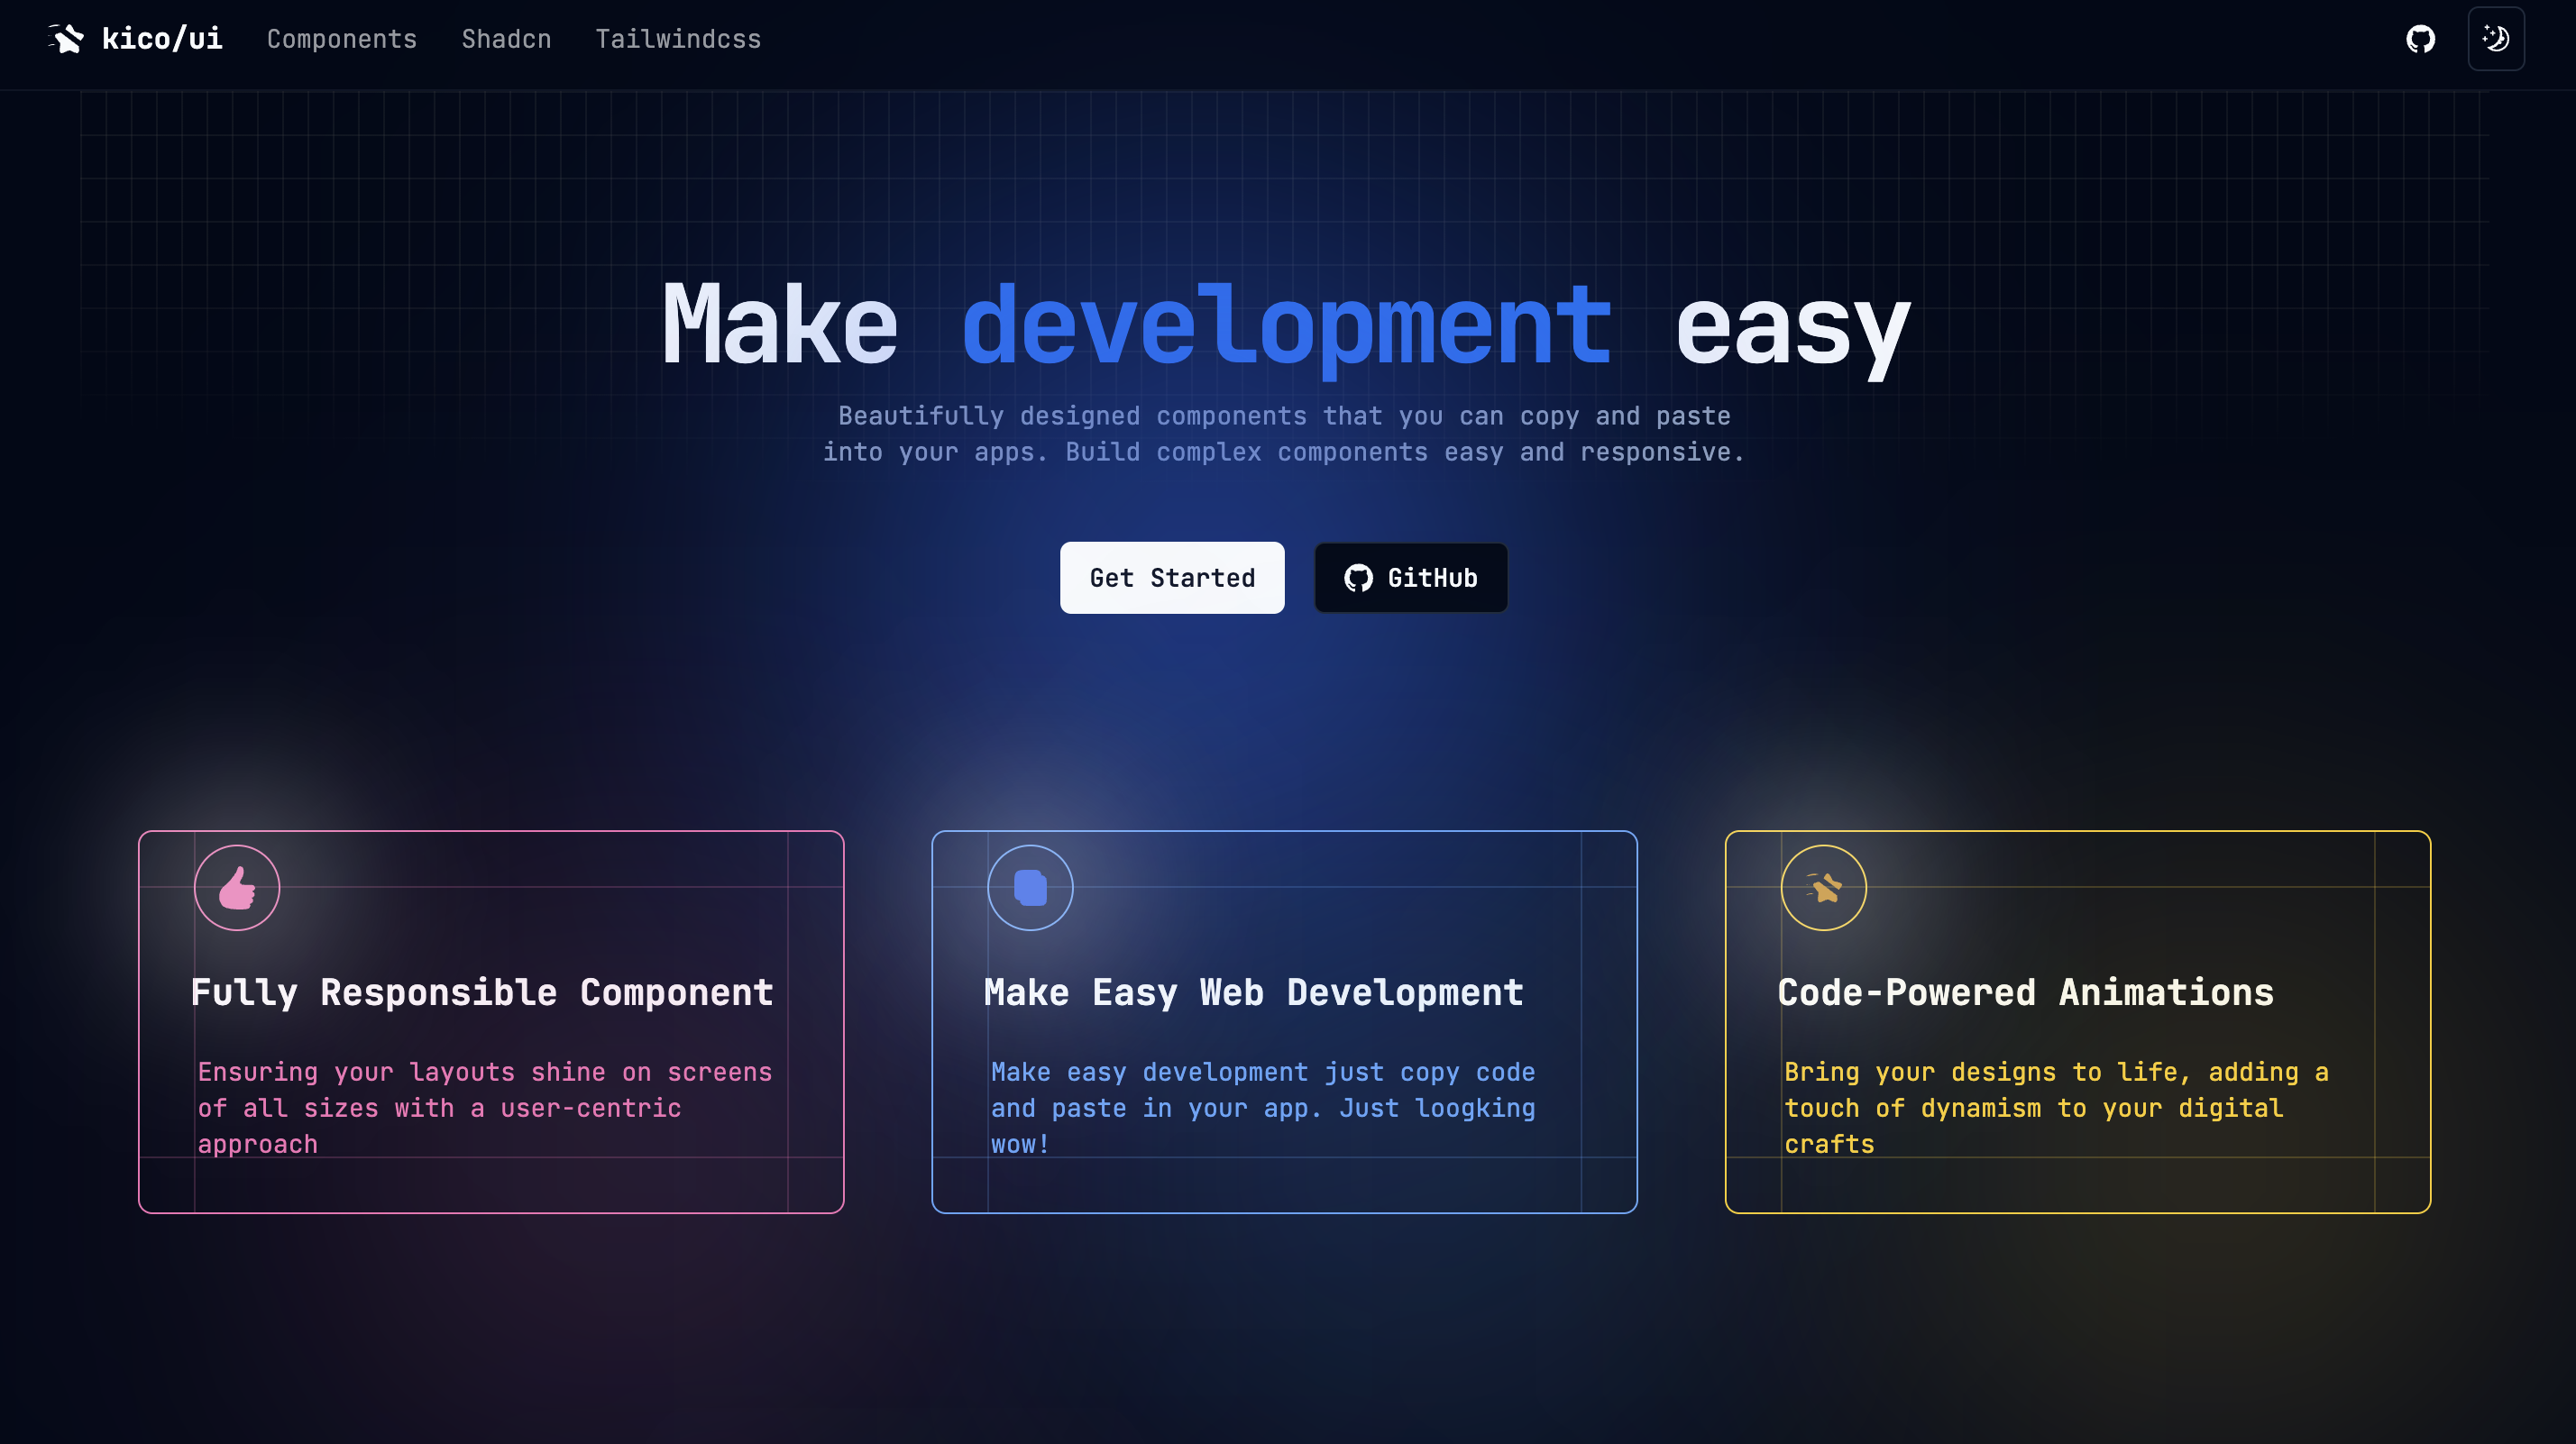 kico/ui Components Shadcn Tailwindcss
Make development easy
Beautifully designed components that you can copy and paste
into your apps. Build complex components easy and responsive.
Get Started GitHub
Fully Responsible Component
Ensuring your layouts shine on screens
of all sizes with a user-centric
approach
Make Easy Web Development
Make easy development just copy code
and paste in your app. Just loogking
wow!
Code-Powered Animations
Bring your designs to life, adding a
touch of dynamism to your digital
crafts